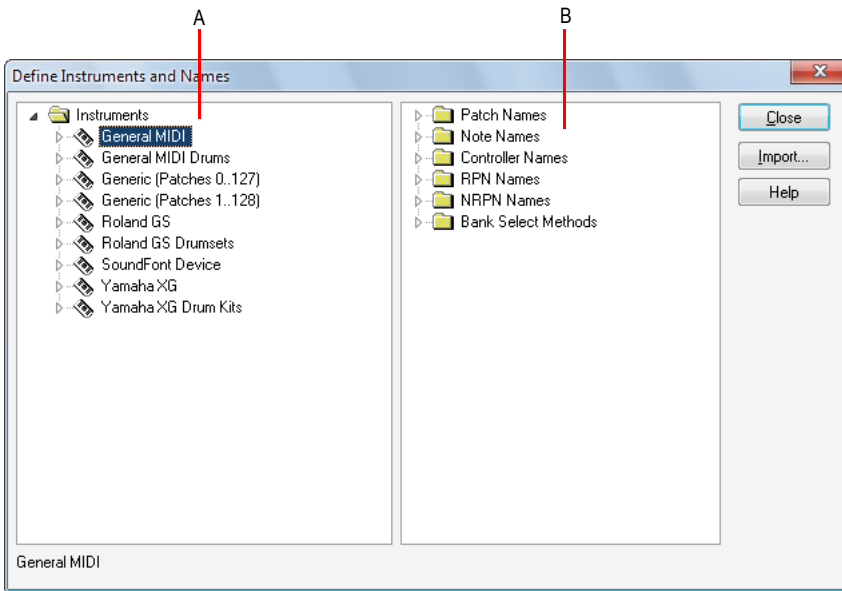 A
B
Define Instruments and Names
Instruments
General MIDI
General MIDI Drums
Generic (Patches 0..127)
Generic (Patches 1..128)
Roland GS
Roland GS Drumsets
SoundFont Device
Yamaha XG
Yamaha XG Drum Kits
Patch Names
Note Names
Controller Names
RPN Names
NRPN Names
Bank Select Methods
Close
Import...
Help
General MIDI